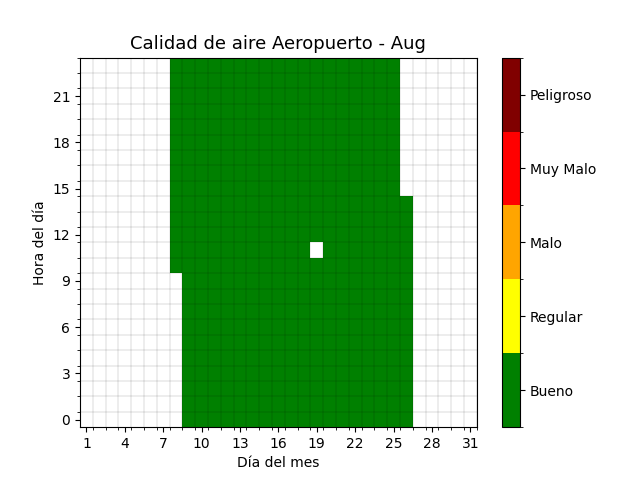 Calidad de aire Aeropuerto - Aug
Hora del día
21
18
15
12
9
6
3
0
1 4 7 10 13 16 19 22 25 28 31
Día del mes
Peligroso
Muy Malo
Malo
Regular
Bueno